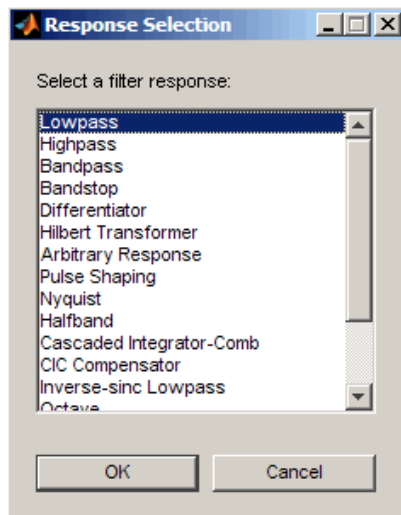 Response Selection
Select a filter response:
Lowpass
Highpass
Bandpass
Bandstop
Differentiator
Hilbert Transformer
Arbitrary Response
Pulse Shaping
Nyquist
Halfband
Cascaded Integrator-Comb
CIC Compensator
Inverse-sinc Lowpass
Octave
OK
Cancel